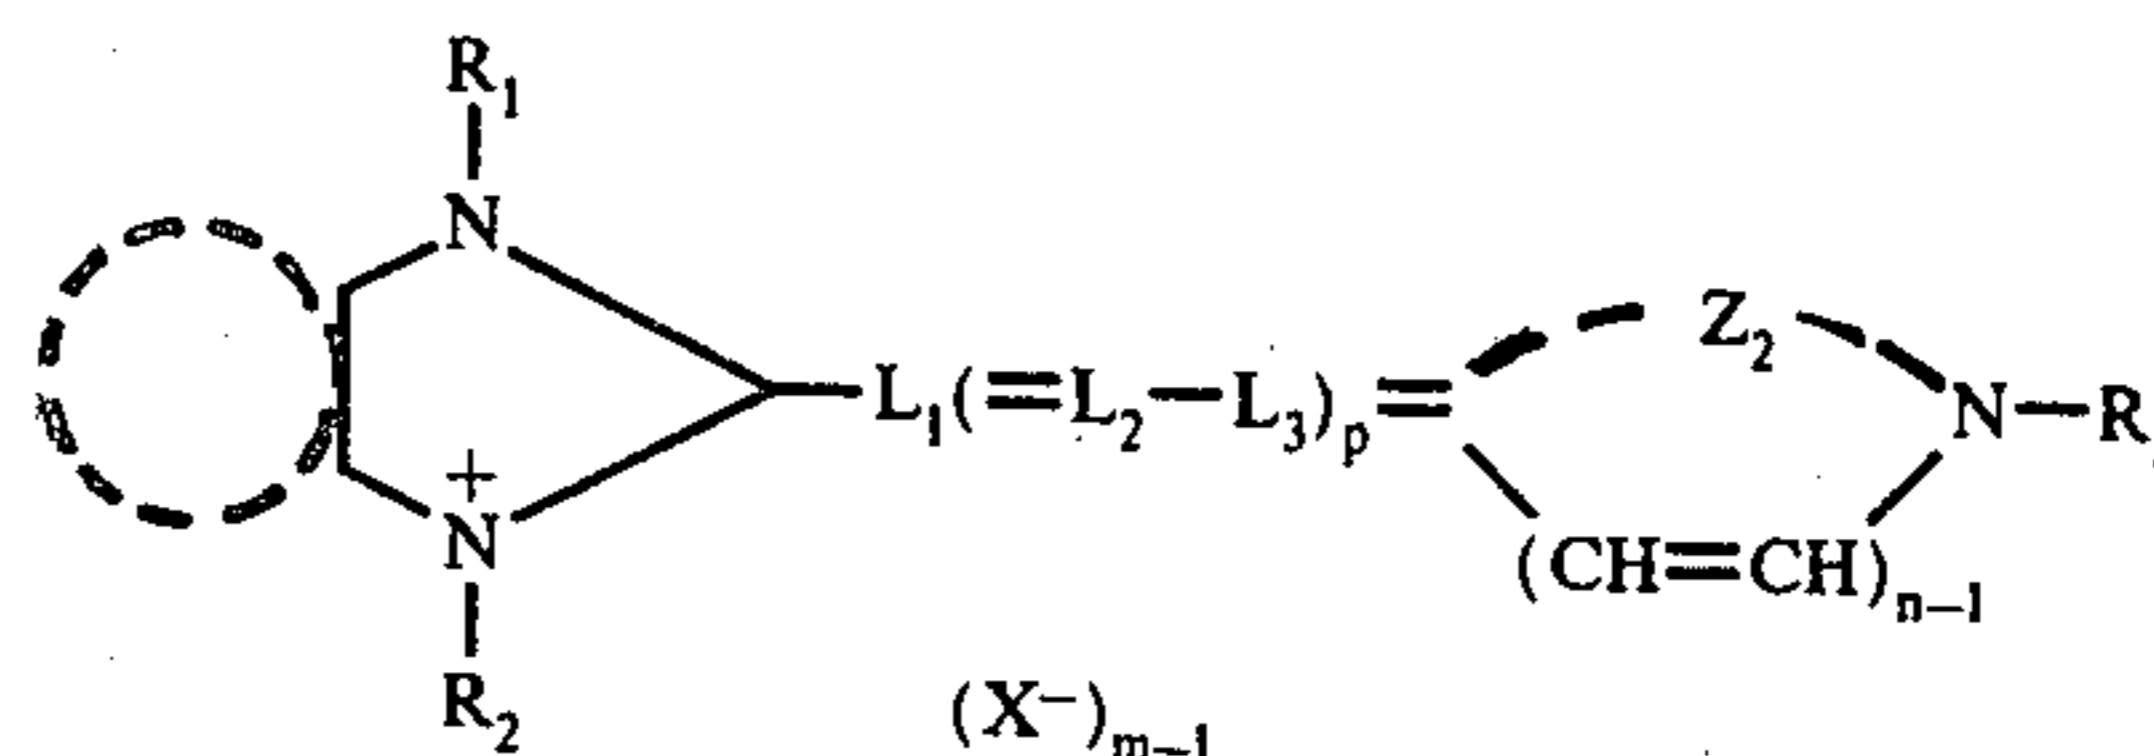 R₁
N
Z₂
L₁(=L₂—L₃)ₚ=
N—R
+
N
(CH=CH)ₙ₋₁
R₂
(X⁻)ₘ₋₁